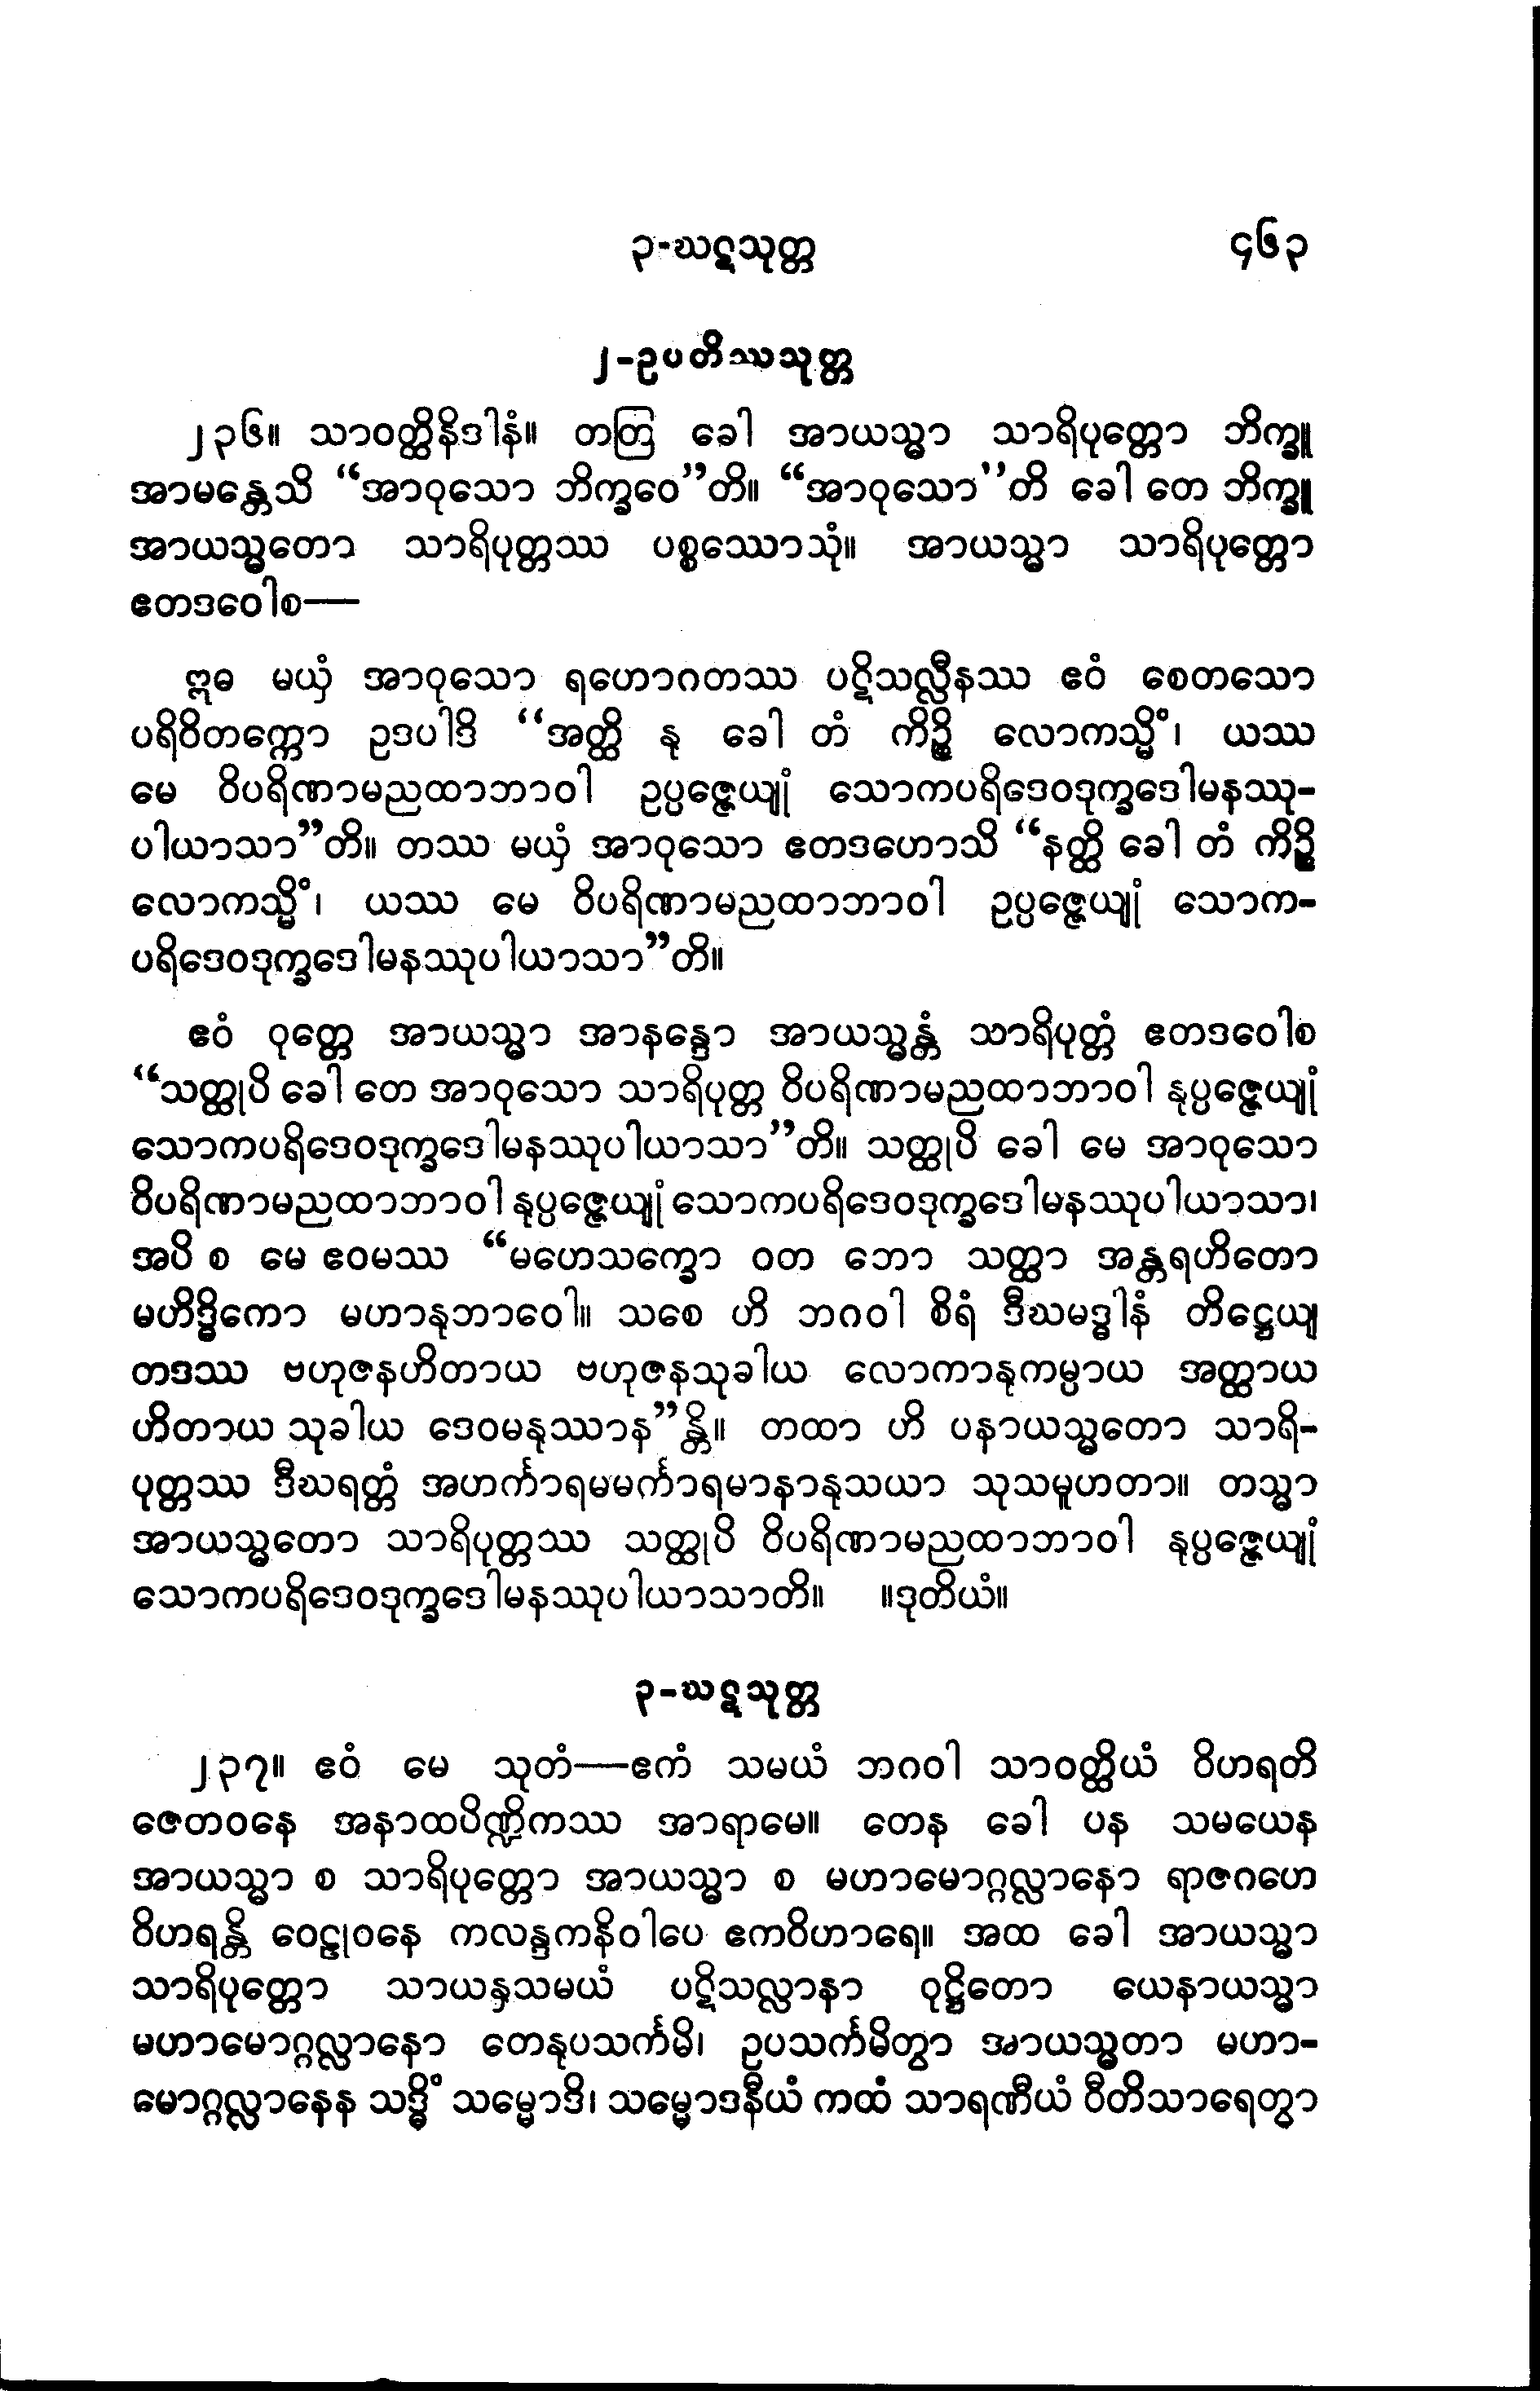 ၃-ဃဋသုတ္တ ၄၆၃
၂-ဥပတိဿသုတ္တ
၂၃၆။ သာဝတ္ထိနိဒါနံ။ တတြ ခေါ အာယသ္မာ သာရိပုတ္တော ဘိက္ခူ
အာမန္တေသိ “အာဝုသော ဘိက္ခဝေ”တိ။ “အာဝုသော”တိ ခေါ တေ ဘိက္ခူ
အာယသ္မတော သာရိပုတ္တဿ ပစ္စဿောသုံ။ အာယသ္မာ သာရိပုတ္တော
ဧတဒဝေါစ—
ဣဓ မယှံ အာဝုသော ရဟောဂတဿ ပဋိသလ္လီနဿ ဧဝံ စေတသော
ပရိဝိတက္ကော ဥဒပါဒိ “အတ္ထိ နု ခေါ တံ ကိဉ္စိ လောကသ္မိံ၊ ယဿ
မေ ဝိပရိဏာမညထာဘာဝါ ဥပ္ပဇ္ဇေယျုံ သောကပရိဒေဝဒုက္ခဒေါမနဿု-
ပါယာသာ”တိ။ တဿ မယှံ အာဝုသော ဧတဒဟောသိ “နတ္ထိ ခေါ တံ ကိဉ္စိ
လောကသ္မိံ၊ ယဿ မေ ဝိပရိဏာမညထာဘာဝါ ဥပ္ပဇ္ဇေယျုံ သောက-
ပရိဒေဝဒုက္ခဒေါမနဿုပါယာသာ”တိ။
ဧဝံ ဝုတ္တေ အာယသ္မာ အာနန္ဒော အာယသ္မန္တံ သာရိပုတ္တံ ဧတဒဝေါစ
“သတ္ထုပိ ခေါ တေ အာဝုသော သာရိပုတ္တ ဝိပရိဏာမညထာဘာဝါ နုပ္ပဇ္ဇေယျုံ
သောကပရိဒေဝဒုက္ခဒေါမနဿုပါယာသာ”တိ။ သတ္ထုပိ ခေါ မေ အာဝုသော
ဝိပရိဏာမညထာဘာဝါ နုပ္ပဇ္ဇေယျုံ သောကပရိဒေဝဒုက္ခဒေါမနဿုပါယာသာ၊
အပိ စ မေ ဧဝမဿ “မဟေသက္ခော ဝတ ဘော သတ္ထာ အန္တရဟိတော
မဟိဒ္ဓိကော မဟာနုဘာဝေါ။ သစေ ဟိ ဘဂဝါ စိရံ ဒီဃမဒ္ဓါနံ တိဋ္ဌေယျ
တဒဿ ဗဟုဇနဟိတာယ ဗဟုဇနသုခါယ လောကာနုကမ္ပာယ အတ္ထာယ
ဟိတာယ သုခါယ ဒေဝမနုဿာန”န္တိ။ တထာ ဟိ ပနာယသ္မတော သာရိ-
ပုတ္တဿ ဒီဃရတ္တံ အဟင်္ကာရမမင်္ကာရမာနာနုသယာ သုသမူဟတာ။ တသ္မာ
အာယသ္မတော သာရိပုတ္တဿ သတ္ထုပိ ဝိပရိဏာမညထာဘာဝါ နုပ္ပဇ္ဇေယျုံ
သောကပရိဒေဝဒုက္ခဒေါမနဿုပါယာသာတိ။ ။ဒုတိယံ။
၃-ဃဋသုတ္တ
၂၃၇။ ဧဝံ မေ သုတံ—ဧကံ သမယံ ဘဂဝါ သာဝတ္ထိယံ ဝိဟရတိ
ဇေတဝနေ အနာထပိဏ္ဍိကဿ အာရာမေ။ တေန ခေါ ပန သမယေန
အာယသ္မာ စ သာရိပုတ္တော အာယသ္မာ စ မဟာမောဂ္ဂလ္လာနော ရာဇဂဟေ
ဝိဟရန္တိ ဝေဠုဝနေ ကလန္ဒကနိဝါပေ ဧကဝိဟာရေ။ အထ ခေါ အာယသ္မာ
သာရိပုတ္တော သာယန္ဟသမယံ ပဋိသလ္လာနာ ဝုဋ္ဌိတော ယေနာယသ္မာ
မဟာမောဂ္ဂလ္လာနော တေနုပသင်္ကမိ၊ ဥပသင်္ကမိတွာ အာယသ္မတာ မဟာ-
မောဂ္ဂလ္လာနေန သဒ္ဓိံ သမ္မောဒိ၊ သမ္မောဒနီယံ ကထံ သာရဏီယံ ဝီတိသာရေတွာ